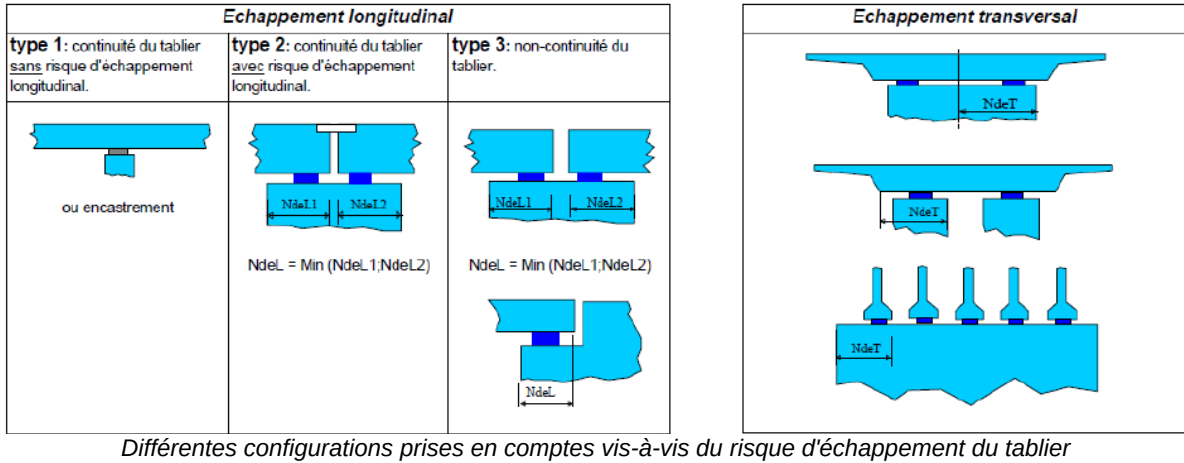 Echappement longitudinal
type 1: continuité du tablier
sans risque d'échappement
longitudinal.
type 2: continuité du tablier
avec risque d'échappement
longitudinal.
type 3: non-continuité du
tablier.
ou encastrement
NdeL1 NdeL2
NdeL = Min (NdeL1;NdeL2)
NdeL1 NdeL2
NdeL = Min (NdeL1;NdeL2)
NdeL
Echappement transversal
NdeT
NdeT
NdeT
Différentes configurations prises en comptes vis-à-vis du risque d'échappement du tablier